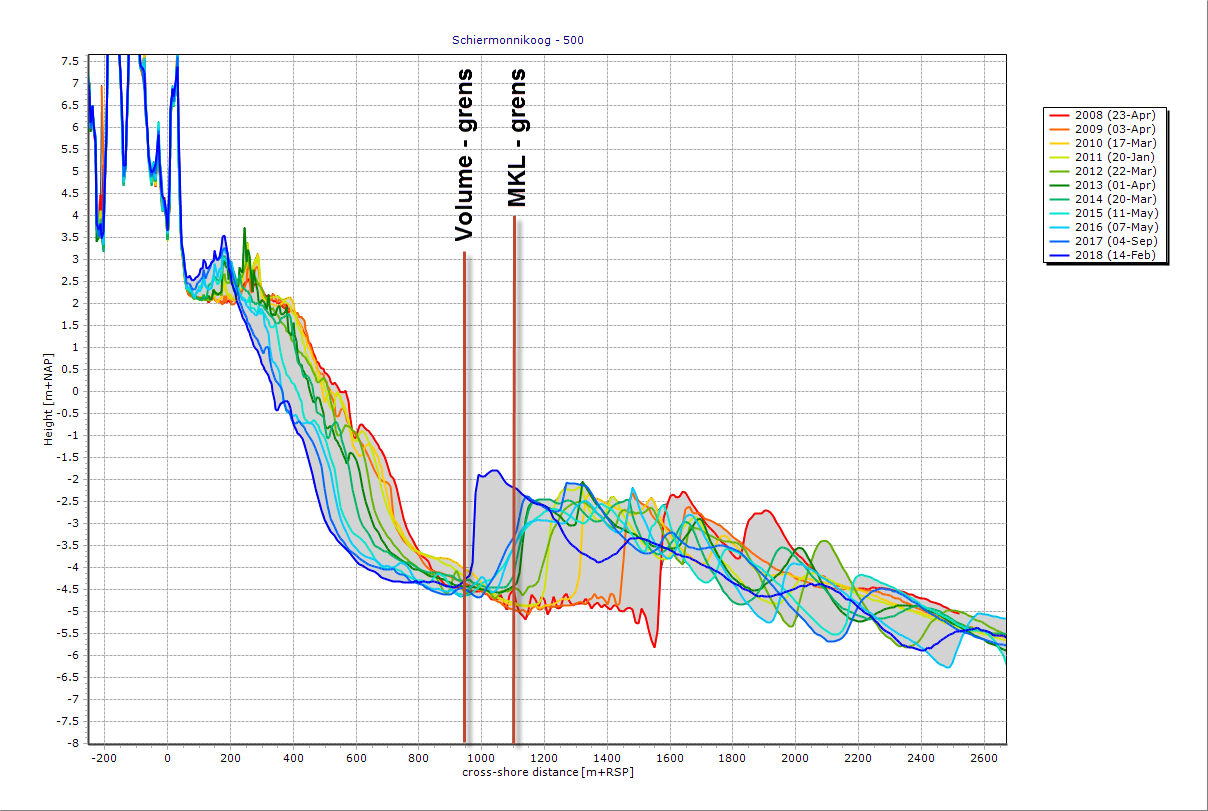 Schiermonnikoog - 500
Volume - grens
MKL - grens
7.5
7
6.5
6
5.5
5
4.5
4
3.5
3
2.5
2
1.5
1
0.5
0
-0.5
-1
-1.5
-2
-2.5
-3
-3.5
-4
-4.5
-5
-5.5
-6
-6.5
-7
-7.5
-8
Height [m+NAP]
-200 0 200 400 600 800 1000 1200 1400 1600 1800 2000 2200 2400 2600
cross-shore distance [m+RSP]
2008 (23-Apr)
2009 (03-Apr)
2010 (17-Mar)
2011 (20-Jan)
2012 (22-Mar)
2013 (01-Apr)
2014 (20-Mar)
2015 (11-May)
2016 (07-May)
2017 (04-Sep)
2018 (14-Feb)